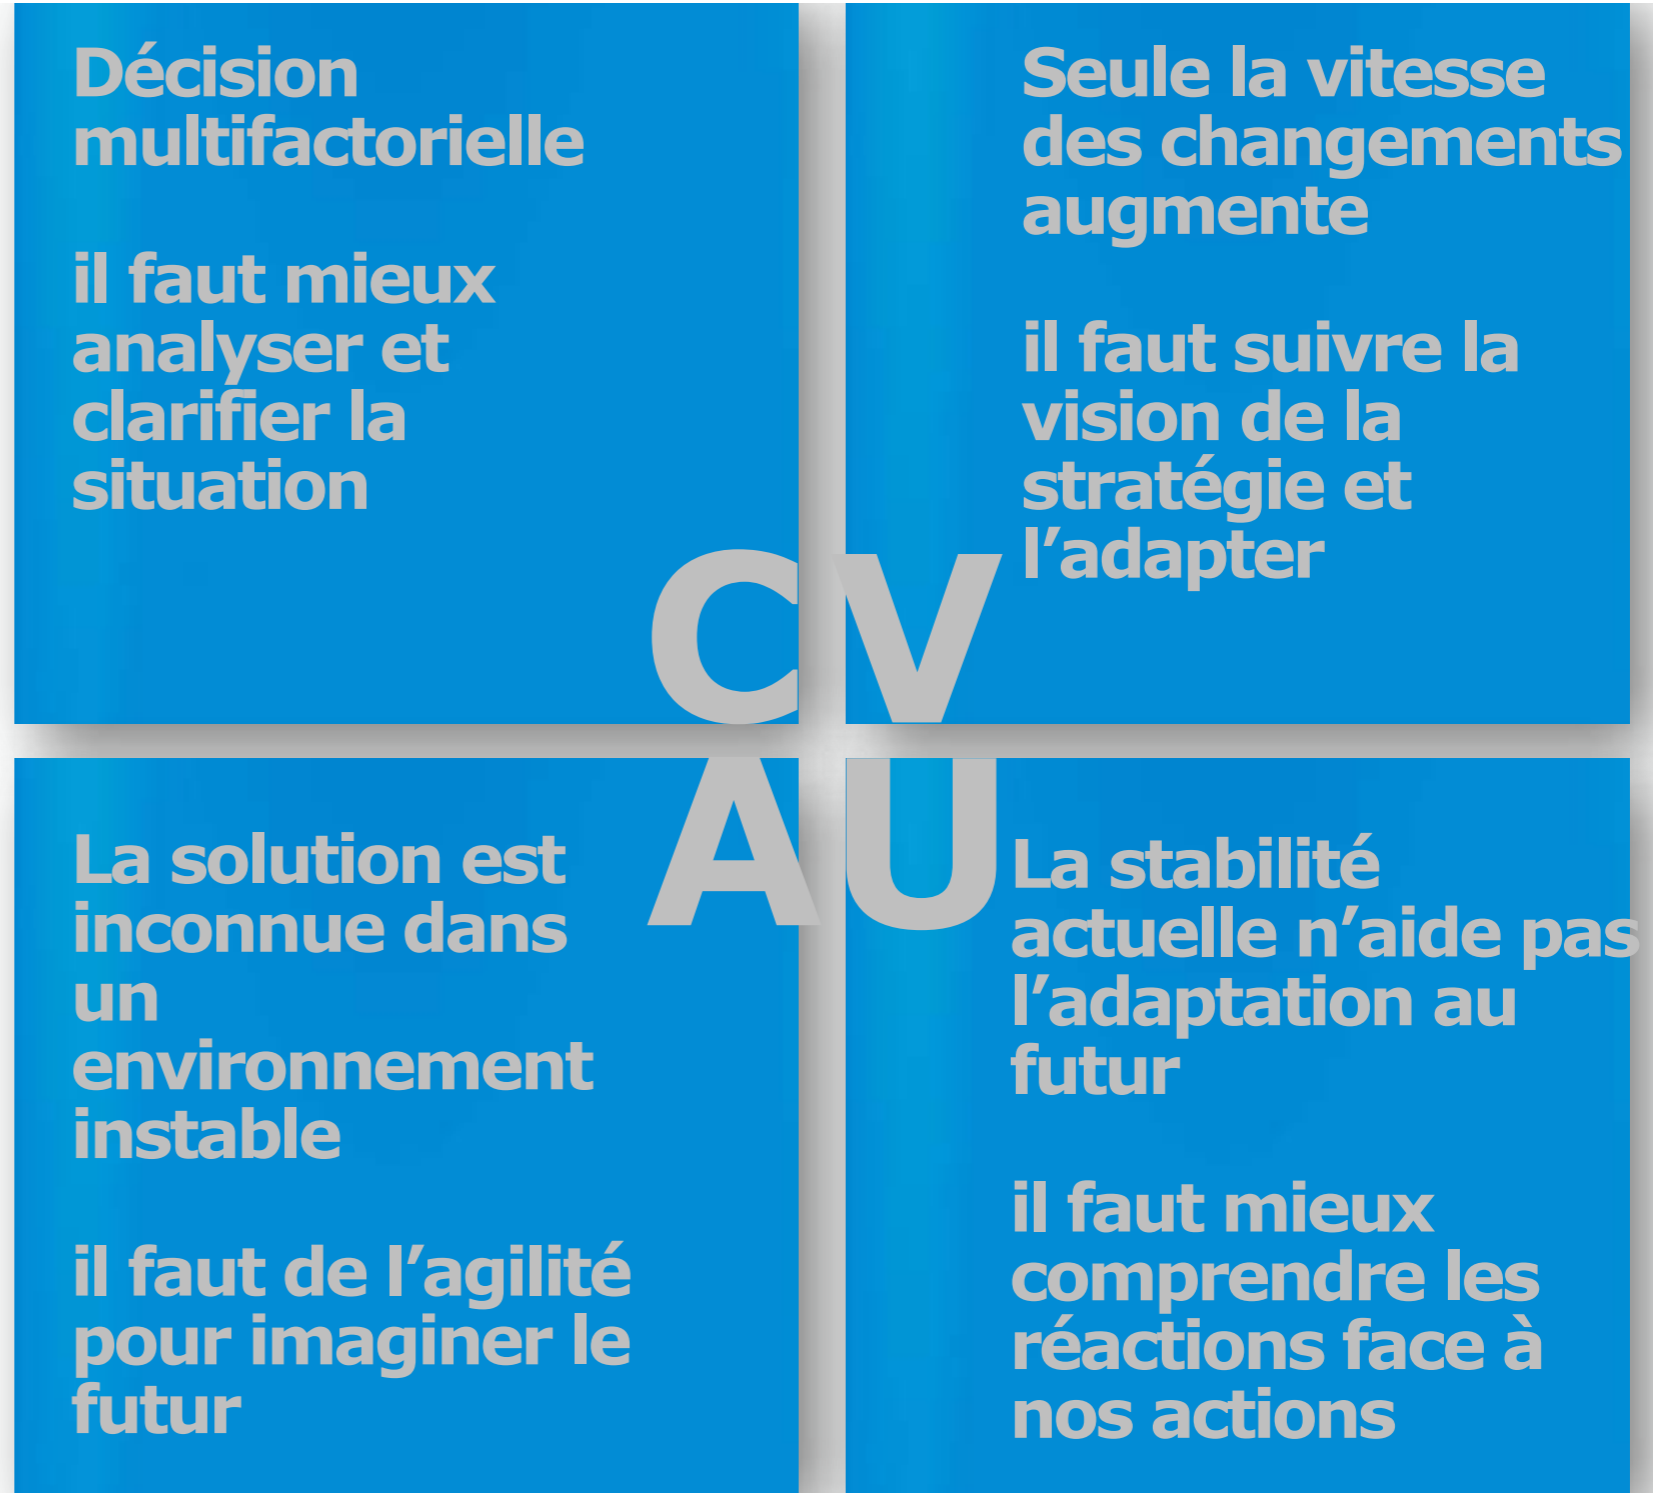 Décision
multifactorielle
il faut mieux
analyser et
clarifier la
situation
C
Seule la vitesse
des changements
augmente
il faut suivre la
vision de la
stratégie et
l’adapter
V
La solution est
inconnue dans
un
environnement
instable
il faut de l’agilité
pour imaginer le
futur
A
U
La stabilité
actuelle n’aide pas
l’adaptation au
futur
il faut mieux
comprendre les
réactions face à
nos actions